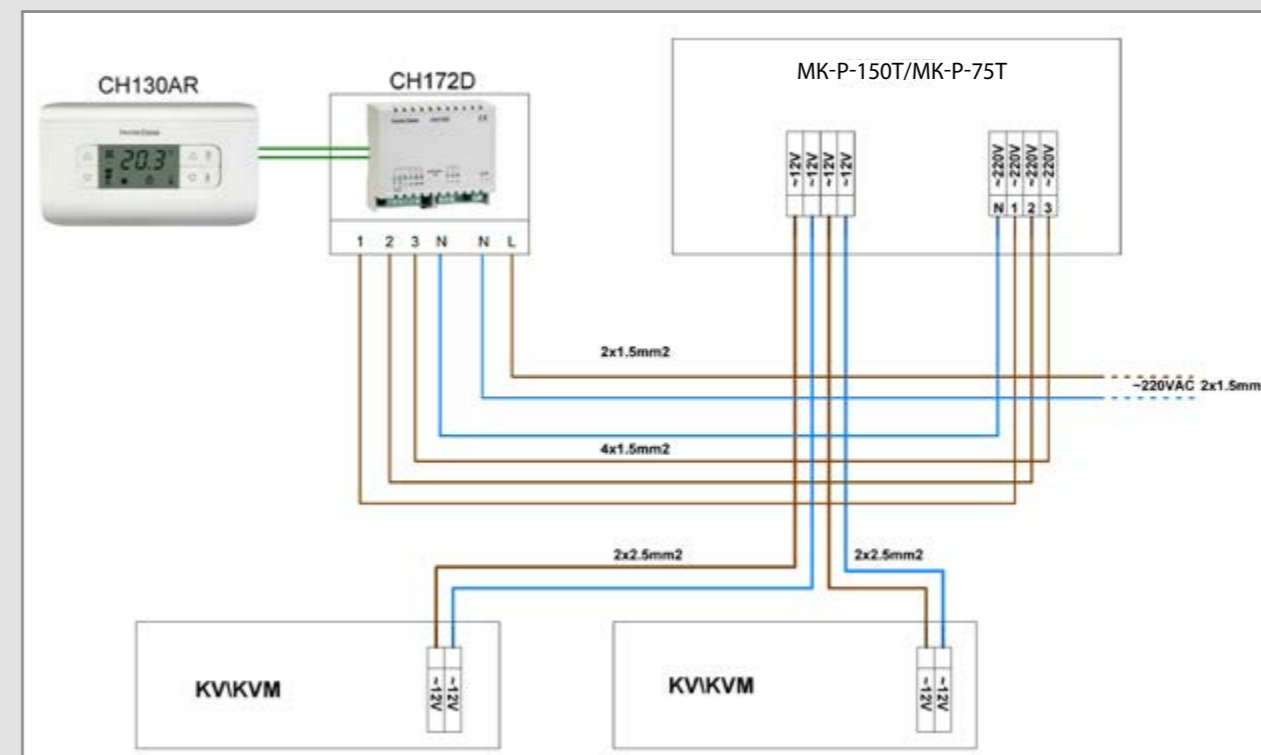 CH130AR
CH172D
MK-P-150T/MK-P-75T
20.3°
CH172D
~12V ~12V ~12V ~12V
~220V ~220V ~220V ~220V
N 1 2 3
1 2 3 N N L
2x1.5mm2
~220VAC 2x1.5mm
4x1.5mm2
2x2.5mm2
2x2.5mm2
KV\KVM
~12V ~12V
KV\KVM
~12V ~12V